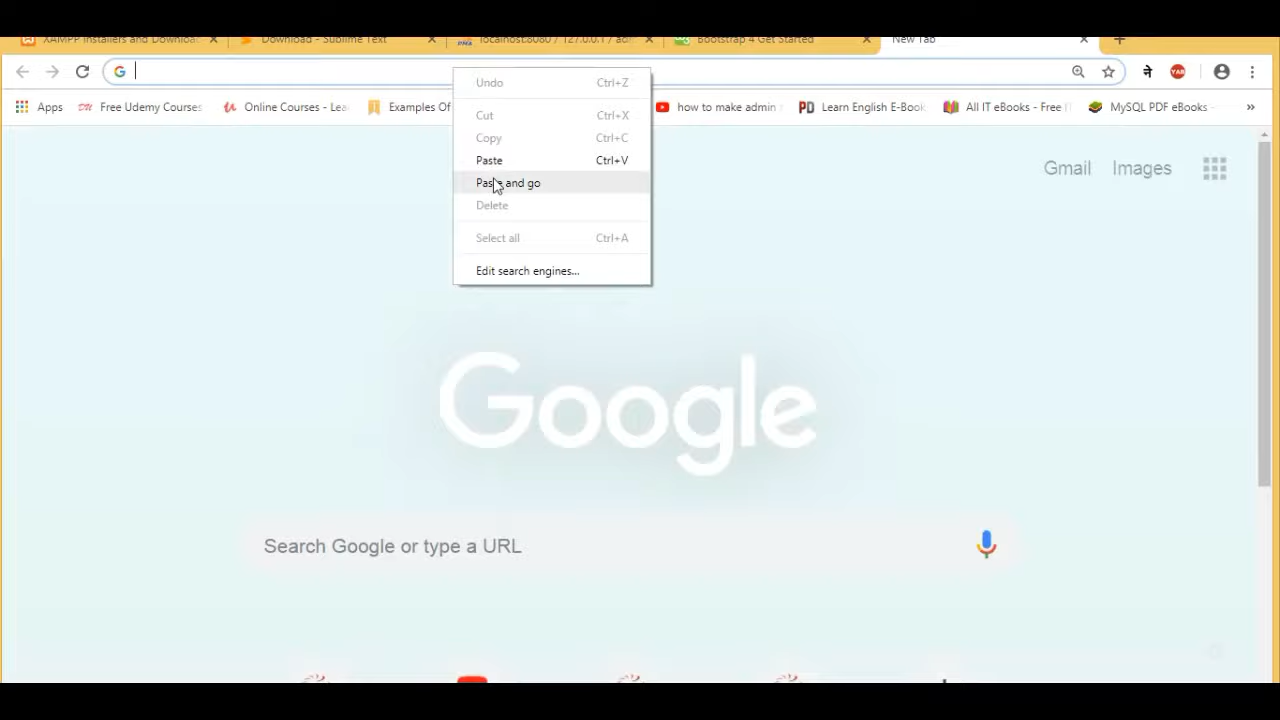 XAMPP Installers and Downloa
Download - Sublime Text
localhost:8080 / 127.0.0.1 / ad
Bootstrap 4 Get Started
New Tab
G
ने
YAB
Apps
Free Udemy Courses
Online Courses - Lea
Examples Of
how to make admin
PD Learn English E-Book
All IT eBooks - Free I
MySQL PDF eBooks -
»
Undo Ctrl+Z
Cut Ctrl+X
Copy Ctrl+C
Paste Ctrl+V
Paste and go
Delete
Select all Ctrl+A
Edit search engines...
Gmail Images
Google
Search Google or type a URL